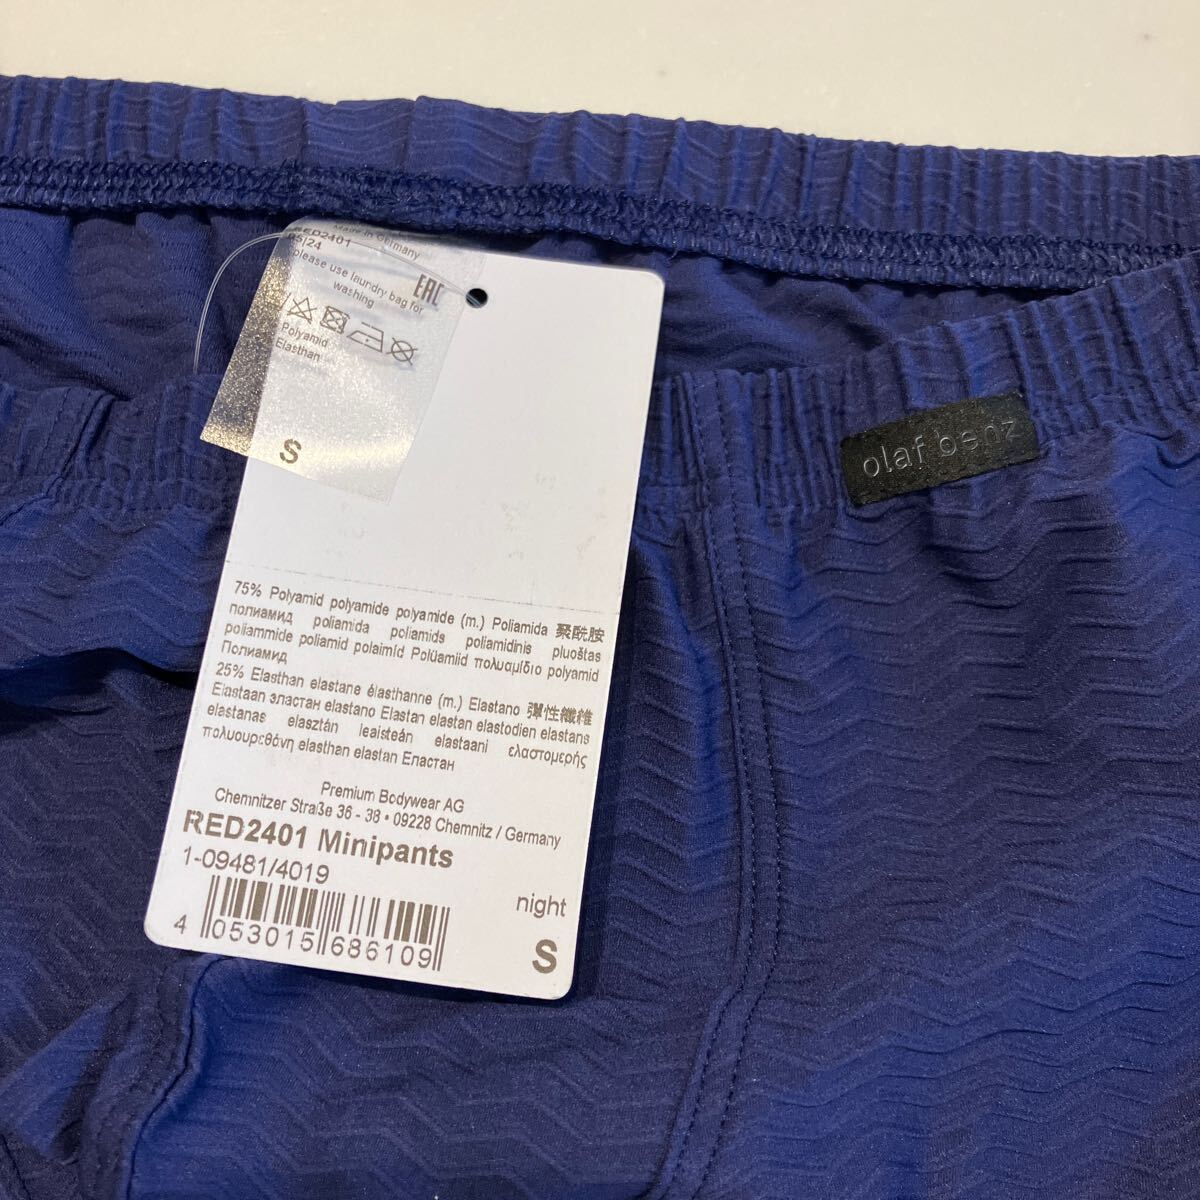 Made in Germany
RED2401
05|24
please use laundry bag for
washing
EAC
Polyamid
Elasthan
S
olaf benz
75% Polyamid polyamide polyamide (m.) Poliamida 聚酰胺
полиамид poliamida poliamids poliamidinis pluoštas
poliammide poliamid polaimíd Polüamiid πολυαμίδιο polyamid
Полиамид
25% Elasthan elastane élasthanne (m.) Elastano 彈性纖維
Elastaan эластан elastano Elastan elastan elastodien elastans
elastanas elasztán leaisteán elastaani ελαστομερής
πολυουρεθάνη elasthan elastan Еластан
Premium Bodywear AG
Chemnitzer Straße 36 - 38 • 09228 Chemnitz / Germany
RED2401 Minipants
1-09481/4019
night
4 053015 686109
S